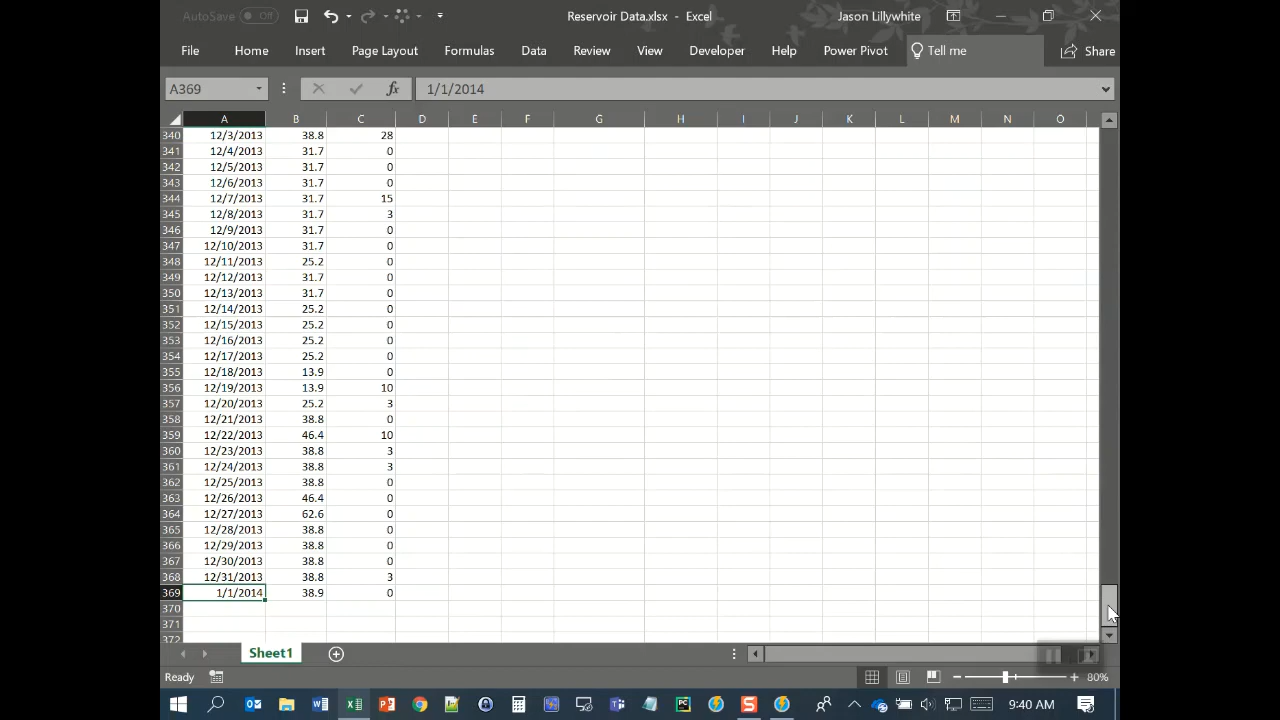 AutoSave Off Reservoir Data.xlsx - Excel Jason Lillywhite
File Home Insert Page Layout Formulas Data Review View Developer Help Power Pivot Tell me Share
A369 fx 1/1/2014
A B C D E F G H I J K L M N O
340 12/3/2013 38.8 28
341 12/4/2013 31.7 0
342 12/5/2013 31.7 0
343 12/6/2013 31.7 0
344 12/7/2013 31.7 15
345 12/8/2013 31.7 3
346 12/9/2013 31.7 0
347 12/10/2013 31.7 0
348 12/11/2013 25.2 0
349 12/12/2013 31.7 0
350 12/13/2013 31.7 0
351 12/14/2013 25.2 0
352 12/15/2013 25.2 0
353 12/16/2013 25.2 0
354 12/17/2013 25.2 0
355 12/18/2013 13.9 0
356 12/19/2013 13.9 10
357 12/20/2013 25.2 3
358 12/21/2013 38.8 0
359 12/22/2013 46.4 10
360 12/23/2013 38.8 3
361 12/24/2013 38.8 3
362 12/25/2013 38.8 0
363 12/26/2013 46.4 0
364 12/27/2013 62.6 0
365 12/28/2013 38.8 0
366 12/29/2013 38.8 0
367 12/30/2013 38.8 0
368 12/31/2013 38.8 3
369 1/1/2014 38.9 0
370
371
372
Sheet1
Ready 80%
9:40 AM